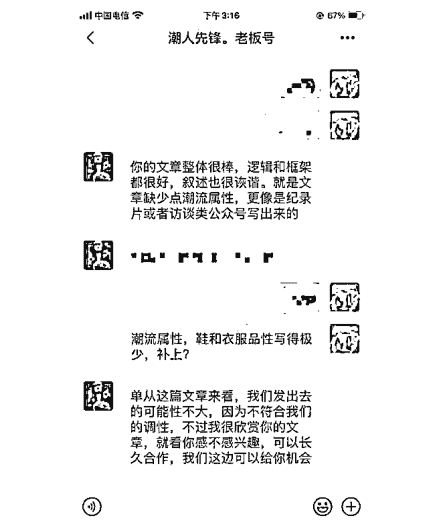 中国电信
下午3:16
67%
潮人先锋。老板号
你的文章整体很棒，逻辑和框架
都很好，叙述也很诙谐。就是文
章缺少点潮流属性，更像是纪录
片或者访谈类公众号写出来的
潮流属性，鞋和衣服品性写得极
少，补上？
单从这篇文章来看，我们发出去
的可能性不大，因为不符合我们
的调性，不过我很欣赏你的文
章，就看你感不感兴趣，可以长
久合作，我们这边可以给你机会